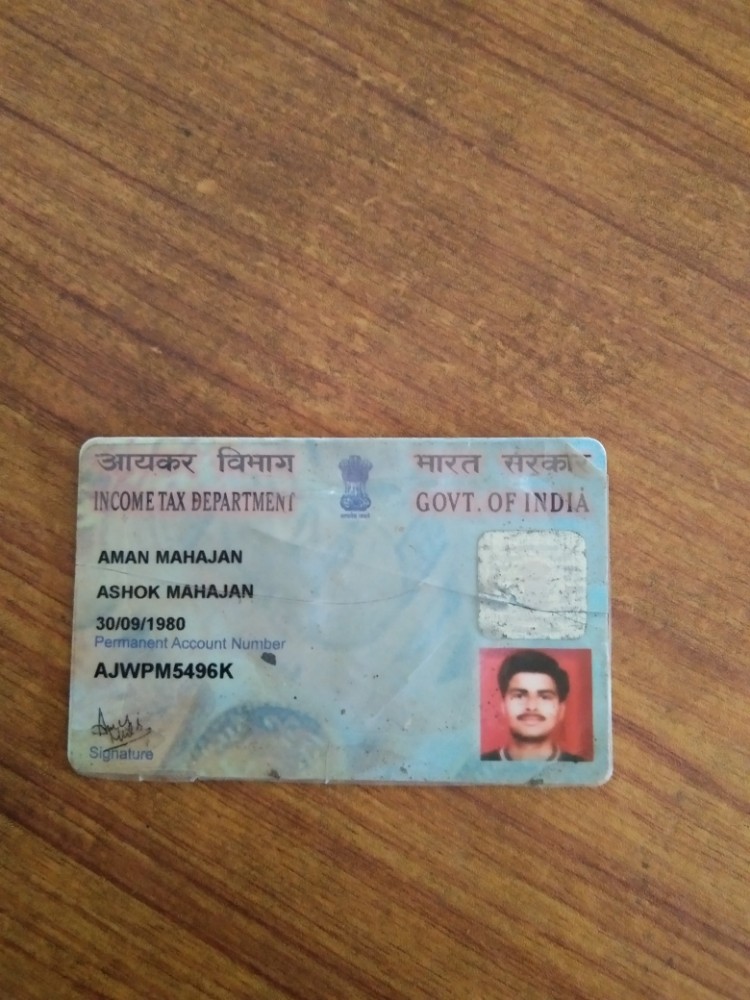 आयकर विभाग
भारत सरकार
INCOME TAX DEPARTMENT
GOVT. OF INDIA
AMAN MAHAJAN
ASHOK MAHAJAN
30/09/1980
Permanent Account Number
AJWPM5496K
Signature